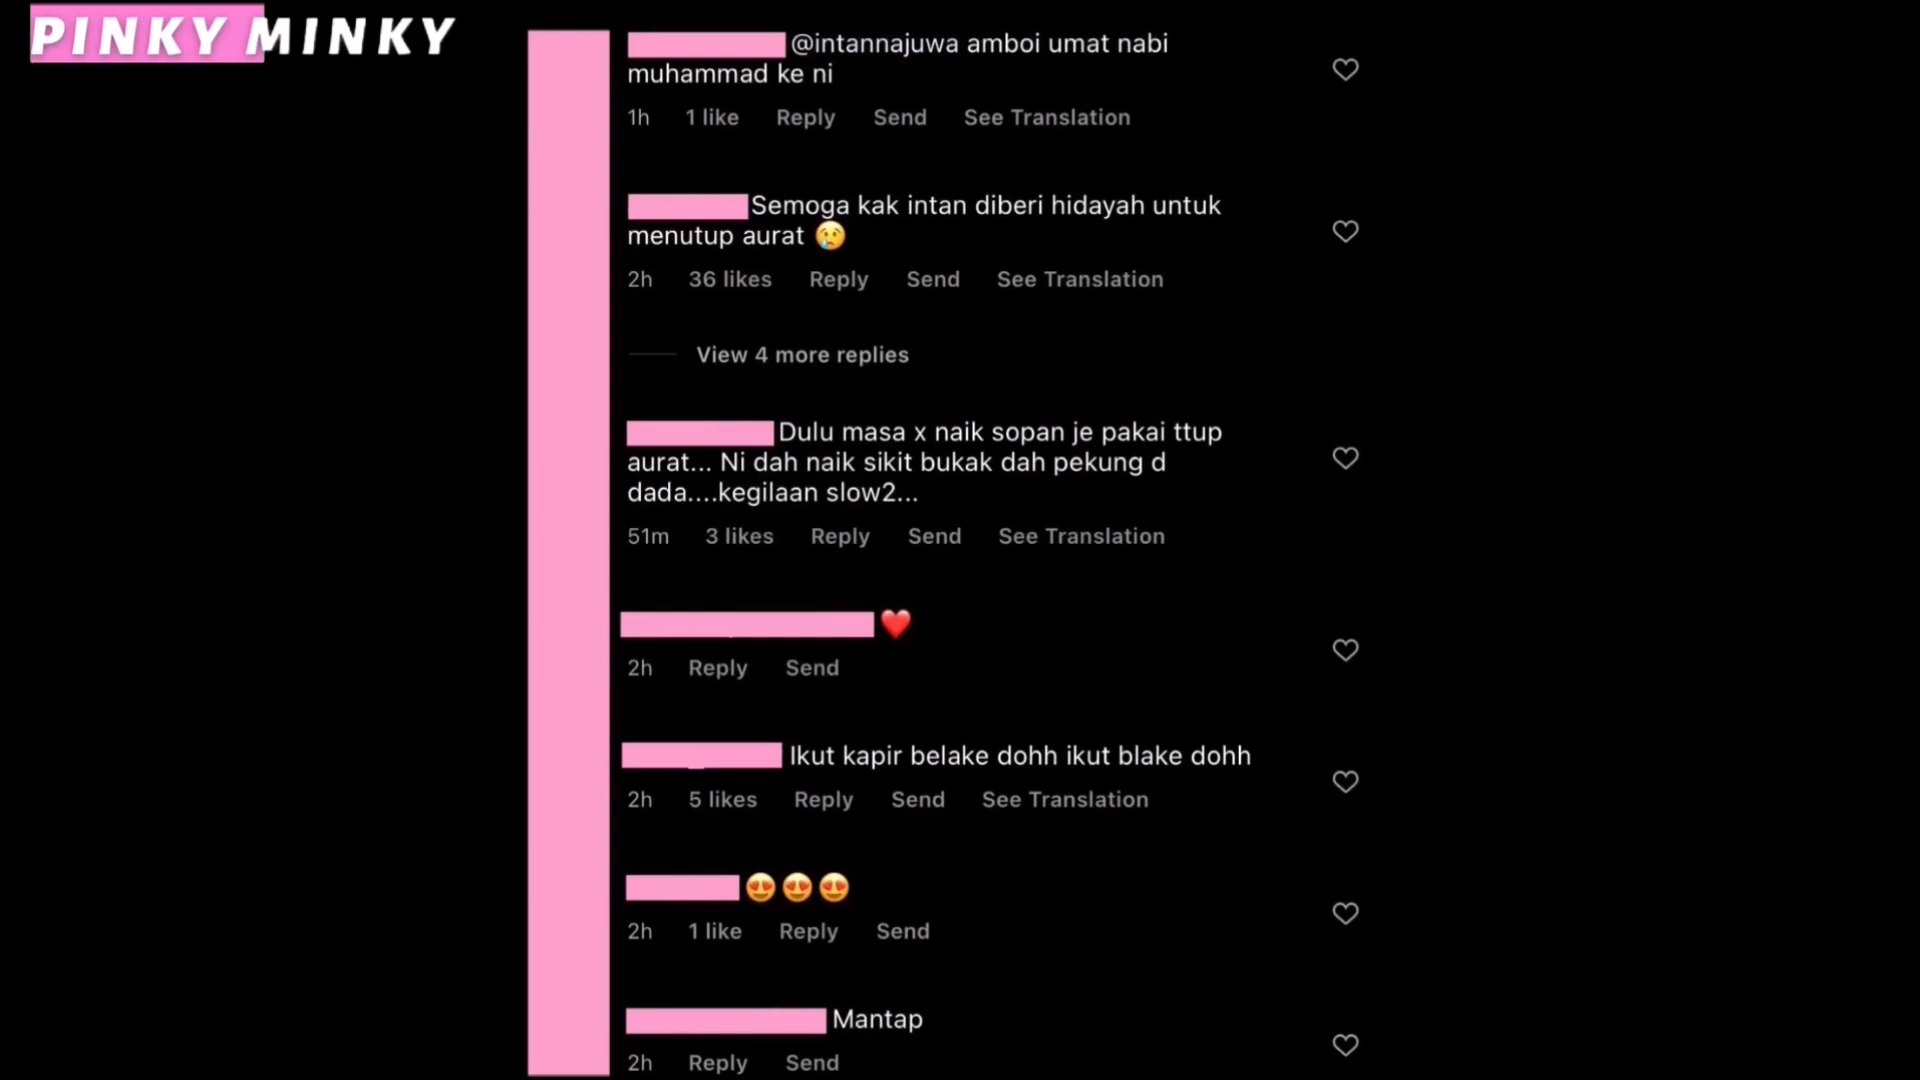 PINKY MINKY
@intannajuwa amboi umat nabi
muhammad ke ni
1h 1 like Reply Send See Translation
Semoga kak intan diberi hidayah untuk
menutup aurat 😢
2h 36 likes Reply Send See Translation
View 4 more replies
Dulu masa x naik sopan je pakai ttup
aurat... Ni dah naik sikit bukak dah pekung d
dada....kegilaan slow2...
51m 3 likes Reply Send See Translation
❤️
2h Reply Send
Ikut kapir belake dohh ikut blake dohh
2h 5 likes Reply Send See Translation
😍😍😍
2h 1 like Reply Send
Mantap
2h Reply Send